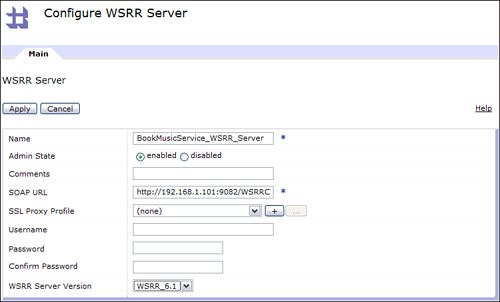 Configure WSRR Server
Main
WSRR Server
Apply Cancel Help
Name BookMusicService_WSRR_Server *
Admin State enabled disabled
Comments
SOAP URL http://192.168.1.101:9082/WSRRC *
SSL Proxy Profile (none) + ...
Username
Password
Confirm Password
WSRR Server Version WSRR_6.1